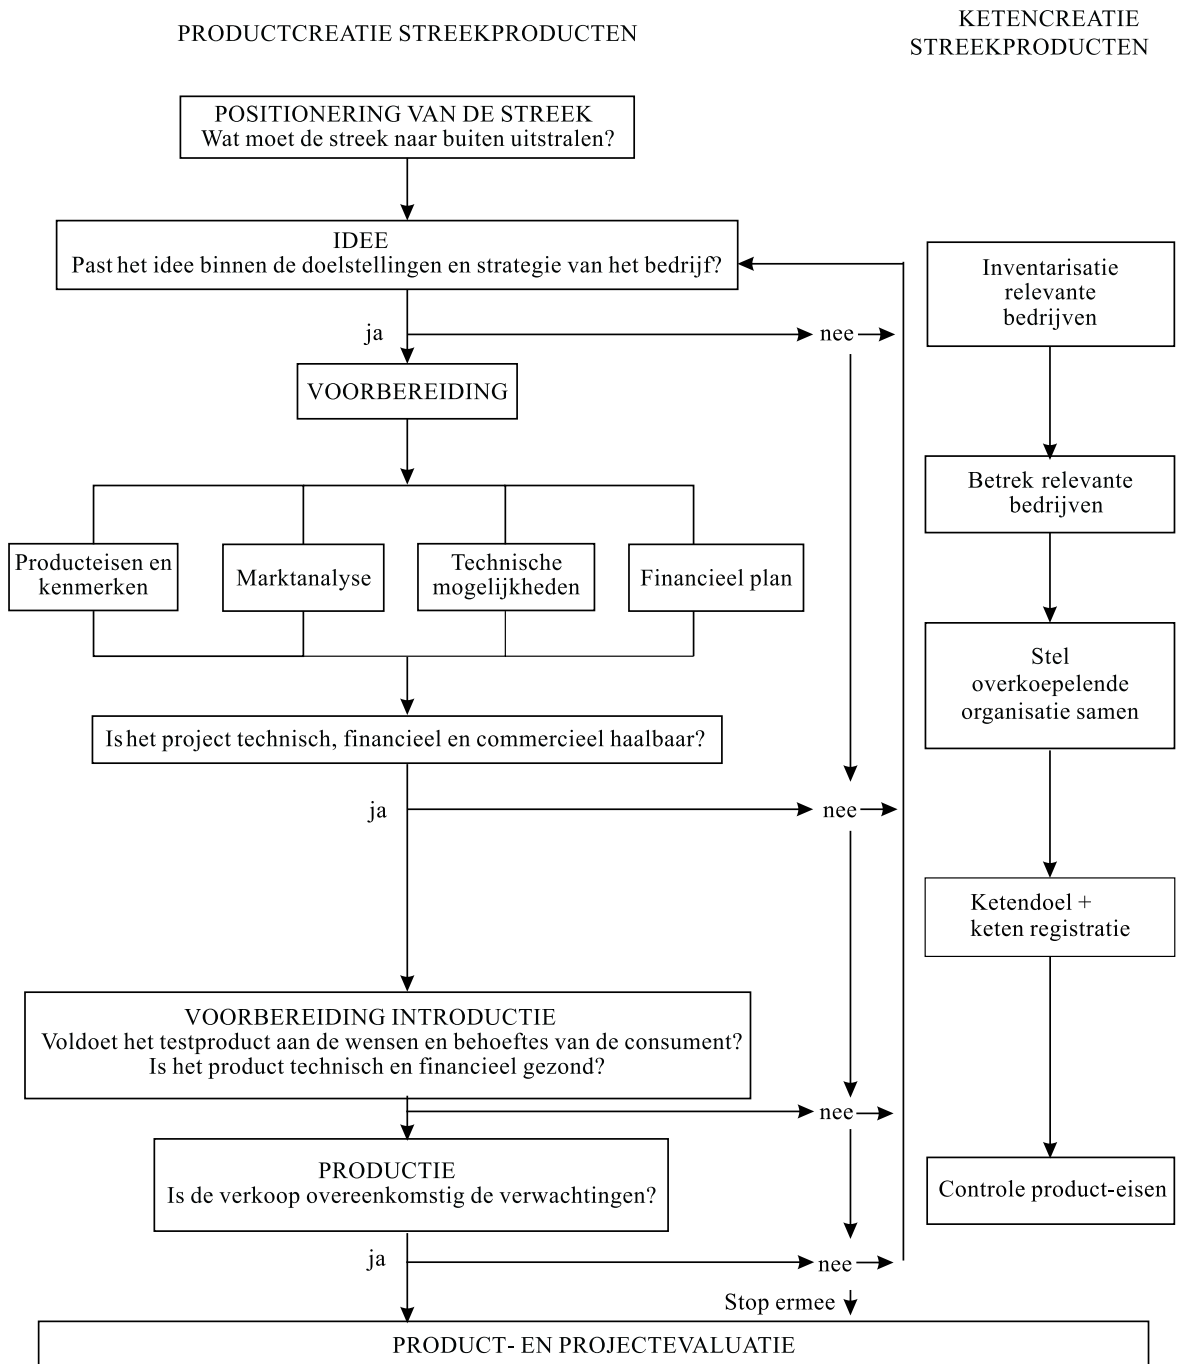 PRODUCTCREATIE STREEKPRODUCTEN
KETENCREATIE
STREEKPRODUCTEN
POSITIONERING VAN DE STREEK
Wat moet de streek naar buiten uitstralen?
IDEE
Past het idee binnen de doelstellingen en strategie van het bedrijf?
ja
nee
VOORBEREIDING
Producteisen en
kenmerken
Marktanalyse
Technische
mogelijkheden
Financieel plan
Is het project technisch, financieel en commercieel haalbaar?
ja
nee
VOORBEREIDING INTRODUCTIE
Voldoet het testproduct aan de wensen en behoeftes van de consument?
Is het product technisch en financieel gezond?
nee
PRODUCTIE
Is de verkoop overeenkomstig de verwachtingen?
ja
nee
Stop ermee
Inventarisatie
relevante
bedrijven
Betrek relevante
bedrijven
Stel
overkoepelende
organisatie samen
Ketendoel +
keten registratie
Controle product-eisen
PRODUCT- EN PROJECTEVALUATIE